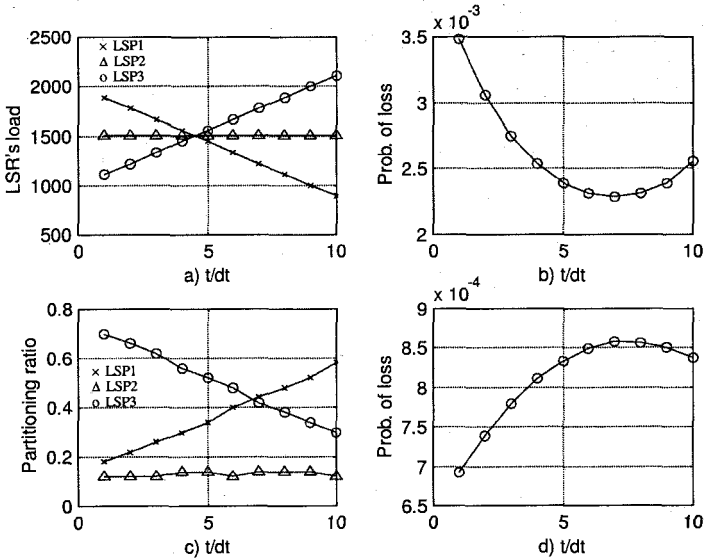 LSR's load
2500
2000
1500
1000
500
× LSP1
△ LSP2
o LSP3
0
5
10
a) t/dt
Prob. of loss
x 10^-3
3.5
3
2.5
2
0
5
10
b) t/dt
Partitioning ratio
0.8
0.6
0.4
0.2
0
× LSP1
△ LSP2
o LSP3
0
5
10
c) t/dt
Prob. of loss
x 10^-4
9
8.5
8
7.5
7
6.5
0
5
10
d) t/dt